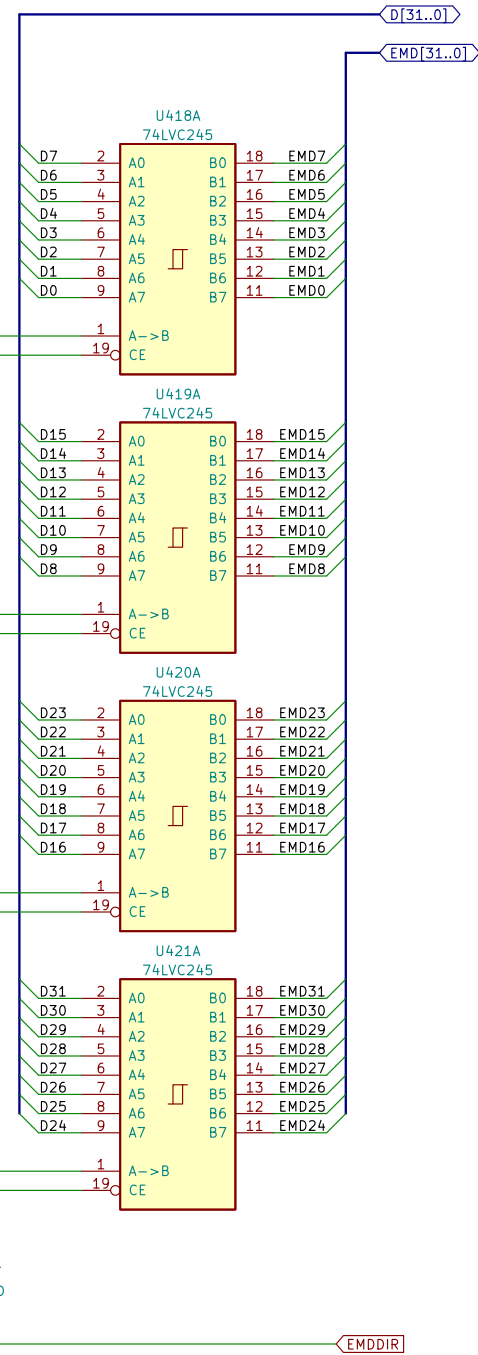 D[31..0]
EMD[31..0]
U418A
74LVC245
D7 2 A0 B0 18 EMD7
D6 3 A1 B1 17 EMD6
D5 4 A2 B2 16 EMD5
D4 5 A3 B3 15 EMD4
D3 6 A4 B4 14 EMD3
D2 7 A5 B5 13 EMD2
D1 8 A6 B6 12 EMD1
D0 9 A7 B7 11 EMD0
1 A->B
19 CE
U419A
74LVC245
D15 2 A0 B0 18 EMD15
D14 3 A1 B1 17 EMD14
D13 4 A2 B2 16 EMD13
D12 5 A3 B3 15 EMD12
D11 6 A4 B4 14 EMD11
D10 7 A5 B5 13 EMD10
D9 8 A6 B6 12 EMD9
D8 9 A7 B7 11 EMD8
1 A->B
19 CE
U420A
74LVC245
D23 2 A0 B0 18 EMD23
D22 3 A1 B1 17 EMD22
D21 4 A2 B2 16 EMD21
D20 5 A3 B3 15 EMD20
D19 6 A4 B4 14 EMD19
D18 7 A5 B5 13 EMD18
D17 8 A6 B6 12 EMD17
D16 9 A7 B7 11 EMD16
1 A->B
19 CE
U421A
74LVC245
D31 2 A0 B0 18 EMD31
D30 3 A1 B1 17 EMD30
D29 4 A2 B2 16 EMD29
D28 5 A3 B3 15 EMD28
D27 6 A4 B4 14 EMD27
D26 7 A5 B5 13 EMD26
D25 8 A6 B6 12 EMD25
D24 9 A7 B7 11 EMD24
1 A->B
19 CE
EMDDIR